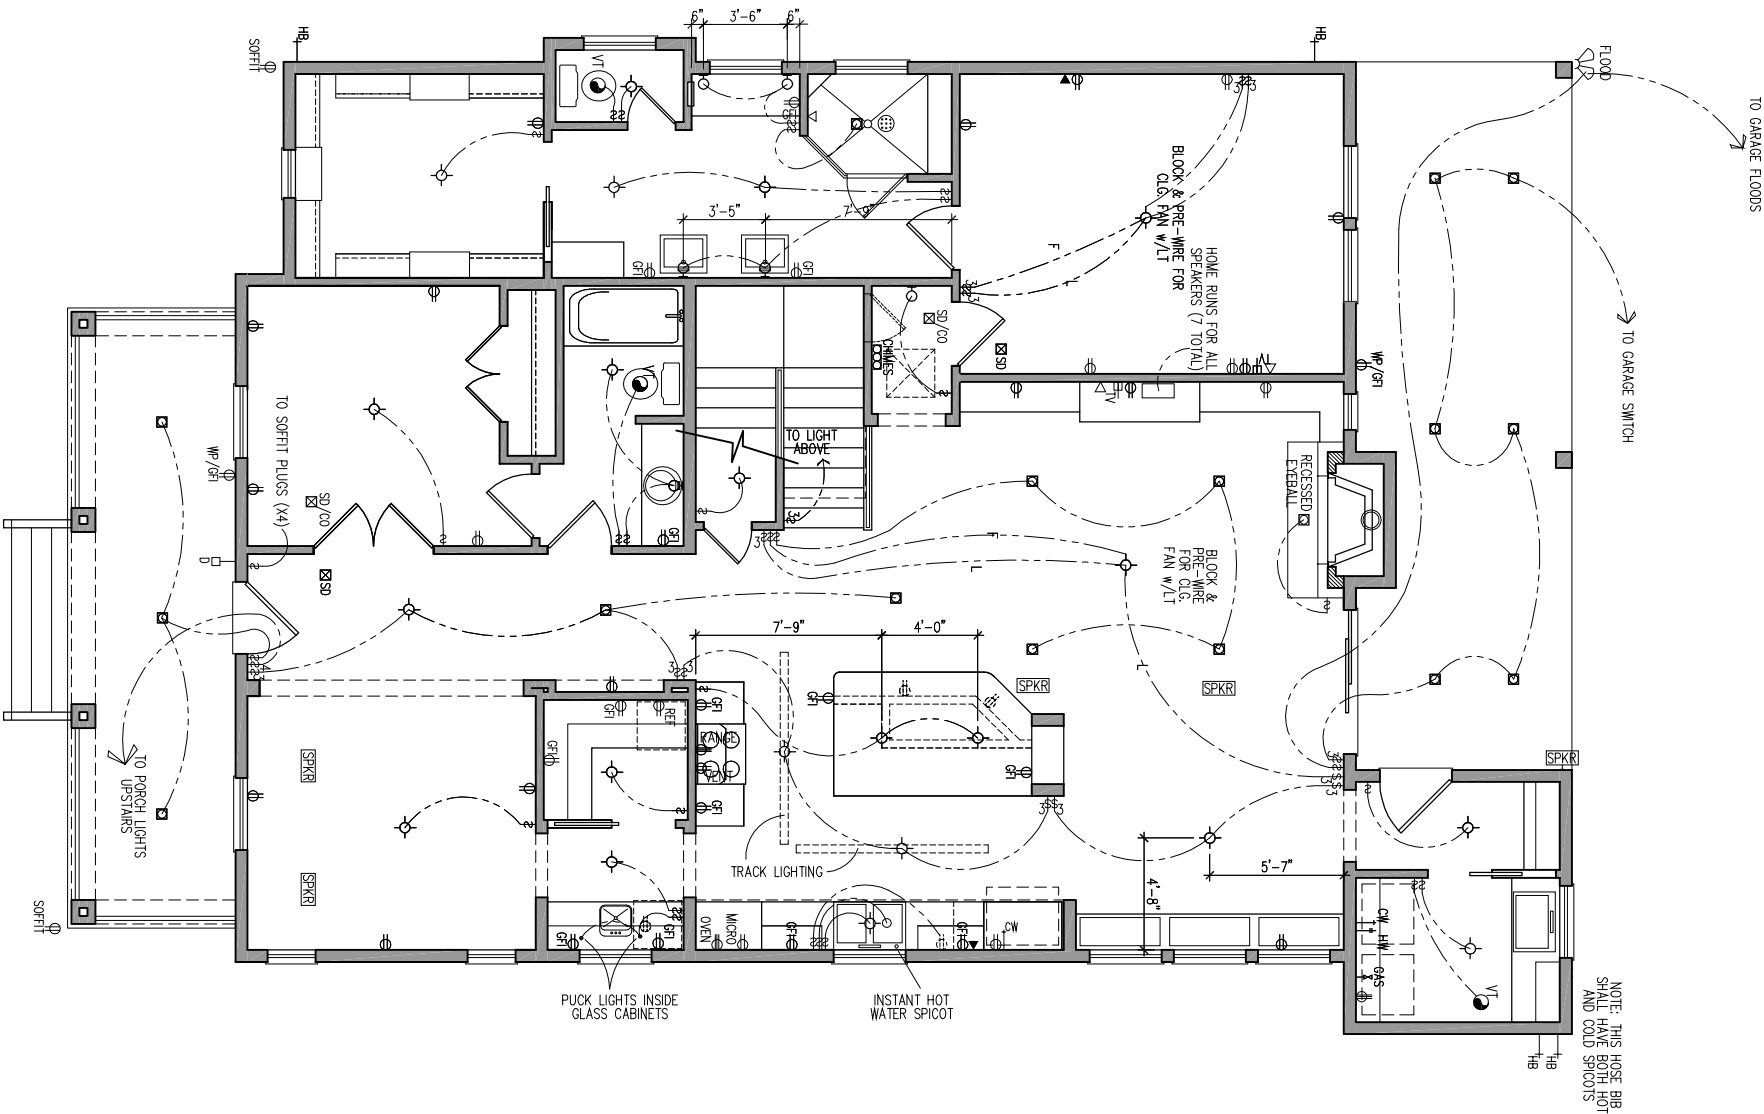 6"
3'-6"
6"
HB
SOFFIT
HB
FLOOD
TO GARAGE FLOODS
VT
GFI
BLOCK & PRE-WIRE FOR
CLG. FAN w/LT
3'-5"
7'-9"
GFI
GFI
F
L
HOME RUNS FOR ALL
SPEAKERS (7 TOTAL)
SD/CO
SD
CHIMES
WP/GFI
TO GARAGE SWITCH
VT
TV
TO LIGHT
ABOVE
TO SOFFIT PLUGS (X4)
WP/GFI
SD/CO
GFI
RECESSED
EYEBALL
D
SD
F
L
BLOCK &
PRE-WIRE
FOR CLG.
FAN w/LT
7'-9"
4'-0"
L
SPKR
SPKR
GFI
GFI
REF
GFI
RANGE
VENT
GFI
GFI
GFI
SPKR
SPKR
TO PORCH LIGHTS
UPSTAIRS
SPKR
TRACK LIGHTING
4'-8"
5'-7"
SOFFIT
GFI
GFI
MICRO
OVEN
GFI
GFI
CW
CW
HW
GAS
VT
PUCK LIGHTS INSIDE
GLASS CABINETS
INSTANT HOT
WATER SPICOT
NOTE: THIS HOSE BIB
SHALL HAVE BOTH HOT
AND COLD SPICOTS
HB
HB